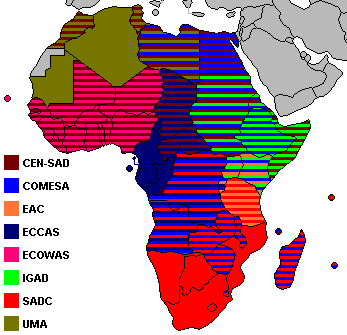 CEN-SAD
COMESA
EAC
ECCAS
ECOWAS
IGAD
SADC
UMA